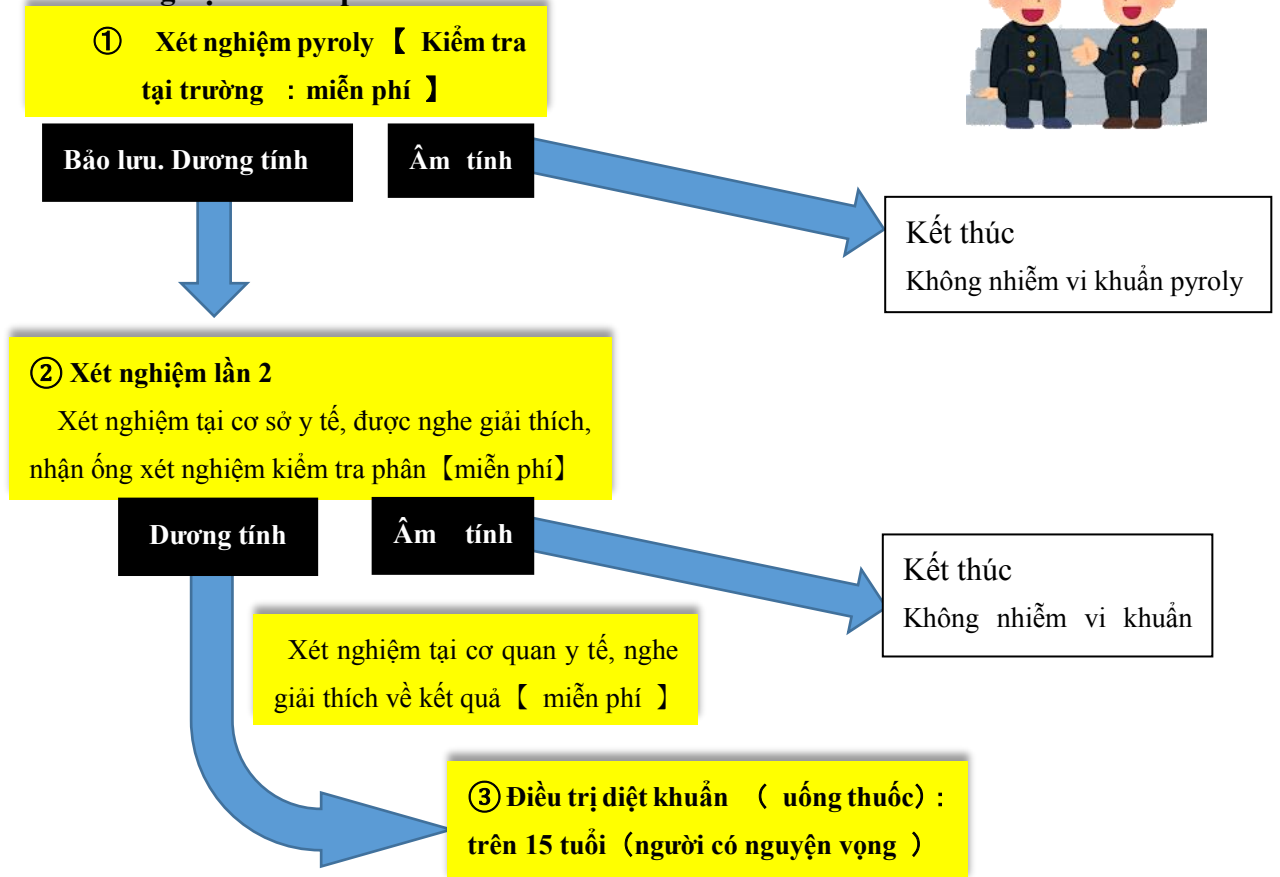 ① Xét nghiệm pyroly【 Kiểm tra
tại trường ：miễn phí 】
Bảo lưu. Dương tính
Âm tính
Kết thúc
Không nhiễm vi khuẩn pyroly
② Xét nghiệm lần 2
Xét nghiệm tại cơ sở y tế, được nghe giải thích,
nhận ống xét nghiệm kiểm tra phân【miễn phí】
Dương tính
Âm tính
Kết thúc
Không nhiễm vi khuẩn
Xét nghiệm tại cơ quan y tế, nghe
giải thích về kết quả【 miễn phí 】
③ Điều trị diệt khuẩn （ uống thuốc）:
trên 15 tuổi（người có nguyện vọng ）